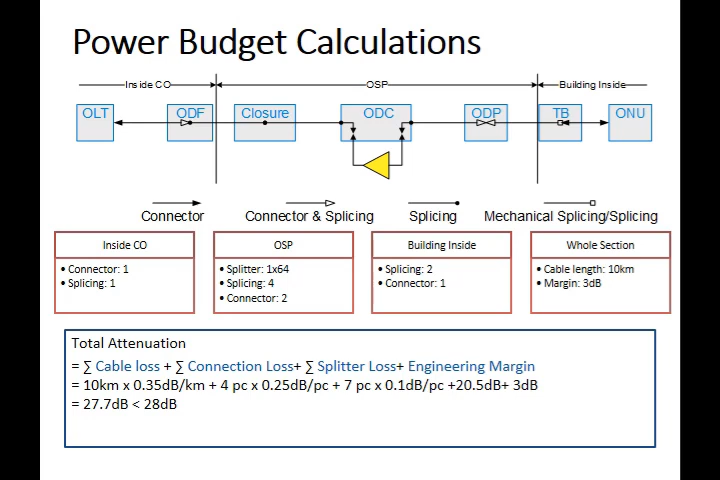 Power Budget Calculations
Inside CO
OSP
Building Inside
OLT
ODF
Closure
ODC
ODP
TB
ONU
Connector
Connector & Splicing
Splicing
Mechanical Splicing/Splicing
Inside CO
• Connector: 1
• Splicing: 1
OSP
• Splitter: 1x64
• Splicing: 4
• Connector: 2
Building Inside
• Splicing: 2
• Connector: 1
Whole Section
• Cable length: 10km
• Margin: 3dB
Total Attenuation
= ∑ Cable loss + ∑ Connection Loss+ ∑ Splitter Loss+ Engineering Margin
= 10km x 0.35dB/km + 4 pc x 0.25dB/pc + 7 pc x 0.1dB/pc +20.5dB+ 3dB
= 27.7dB < 28dB